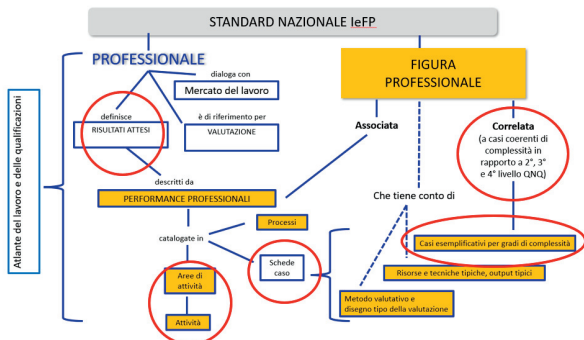 STANDARD NAZIONALE IeFP
PROFESSIONALE
dialoga con
Mercato del lavoro
definisce
RISULTATI ATTESI
è di riferimento per
VALUTAZIONE
descritti da
PERFORMANCE PROFESSIONALI
Processi
catalogate in
Schede
caso
Aree di
attività
Attività
Atlante del lavoro e delle qualificazioni
FIGURA
PROFESSIONALE
Associata
Correlata
(a casi coerenti di
complessità in
rapporto a 2°, 3°
e 4° livello QNQ)
Che tiene conto di
Casi esemplificativi per gradi di complessità
Risorse e tecniche tipiche, output tipici
Metodo valutativo e
disegno tipo della valutazione